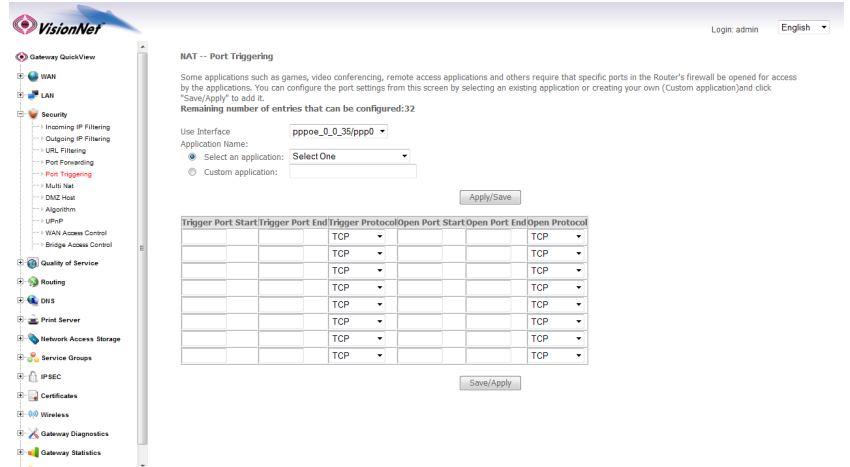 VisionNet
Login: admin
English
Gateway QuickView
WAN
LAN
Security
Incoming IP Filtering
Outgoing IP Filtering
URL Filtering
Port Forwarding
Port Triggering
Multi Nat
DMZ Host
Algorithm
UPnP
WAN Access Control
Bridge Access Control
Quality of Service
Routing
DNS
Print Server
Network Access Storage
Service Groups
IPSEC
Certificates
Wireless
Gateway Diagnostics
Gateway Statistics
NAT -- Port Triggering
Some applications such as games, video conferencing, remote access applications and others require that specific ports in the Router's firewall be opened for access
by the applications. You can configure the port settings from this screen by selecting an existing application or creating your own (Custom application)and click
"Save/Apply" to add it.
Remaining number of entries that can be configured:32
Use Interface pppoe_0_0_35/ppp0
Application Name:
Select an application: Select One
Custom application:
Apply/Save
Trigger Port Start Trigger Port End Trigger Protocol Open Port Start Open Port End Open Protocol
TCP TCP
TCP TCP
TCP TCP
TCP TCP
TCP TCP
TCP TCP
TCP TCP
TCP TCP
Save/Apply